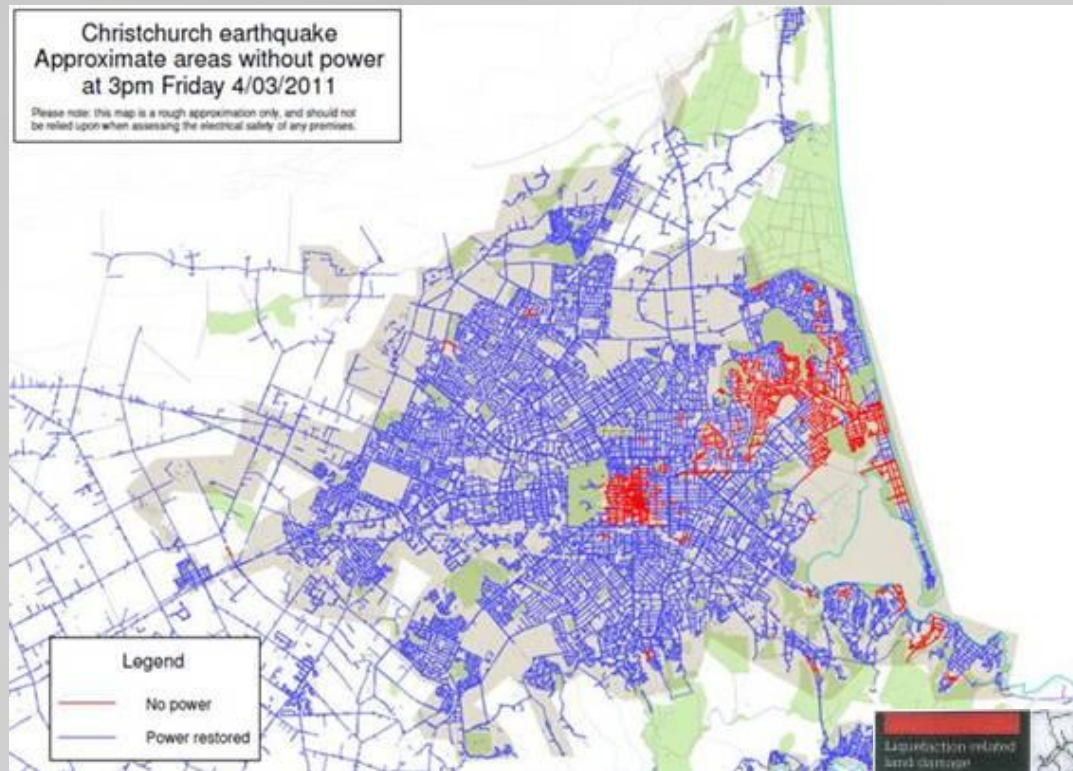 Christchurch earthquake
Approximate areas without power
at 3pm Friday 4/03/2011
Please note: this map is a rough approximation only, and should not
be relied upon when assessing the electrical safety of any premises.
Legend
No power
Power restored
Liquefaction related
land damage